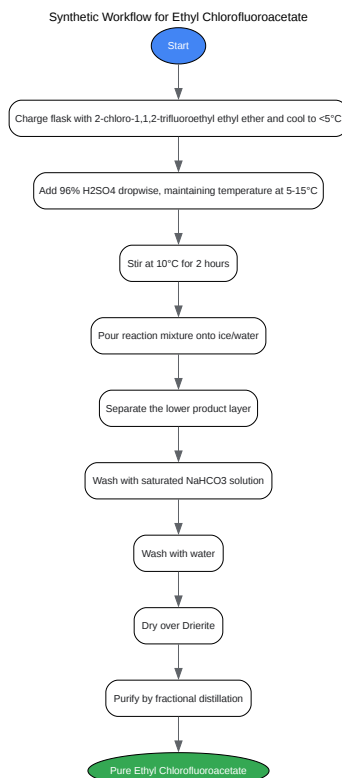 Synthetic Workflow for Ethyl Chlorofluoroacetate
Start
Charge flask with 2-chloro-1,1,2-trifluoroethyl ethyl ether and cool to <5°C
Add 96% H2SO4 dropwise, maintaining temperature at 5-15°C
Stir at 10°C for 2 hours
Pour reaction mixture onto ice/water
Separate the lower product layer
Wash with saturated NaHCO3 solution
Wash with water
Dry over Drierite
Purify by fractional distillation
Pure Ethyl Chlorofluoroacetate